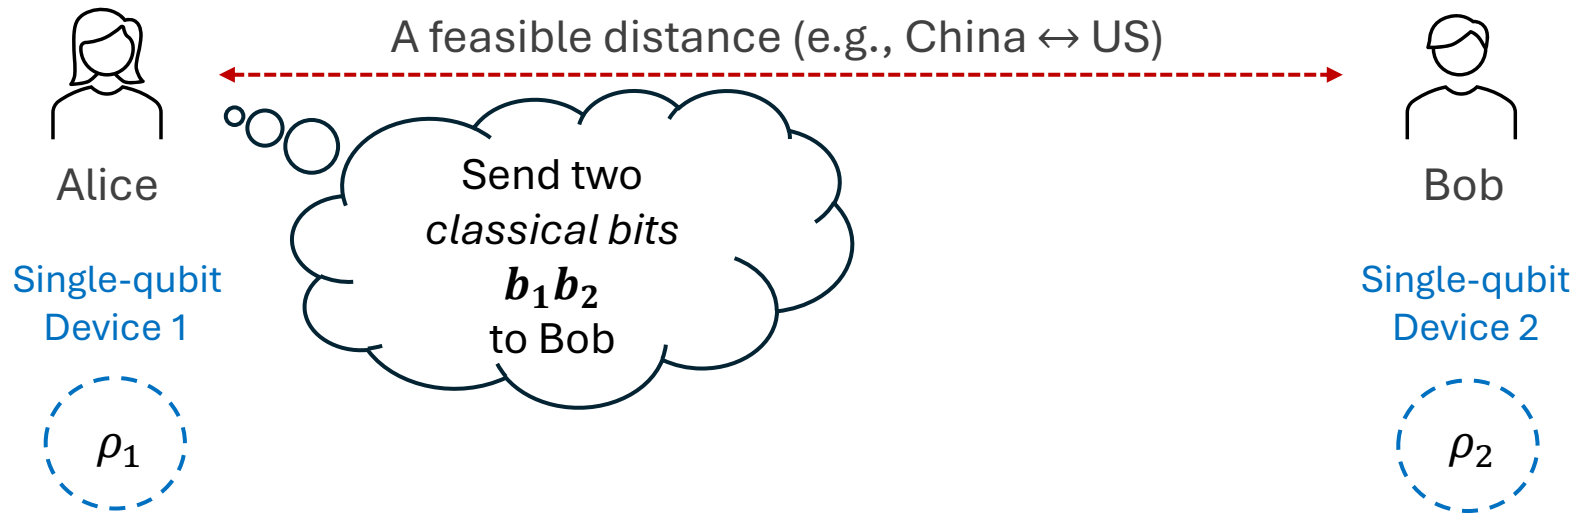 A feasible distance (e.g., China ↔ US)
Alice
Bob
Send two
classical bits
b₁b₂
to Bob
Single-qubit
Device 1
ρ₁
Single-qubit
Device 2
ρ₂